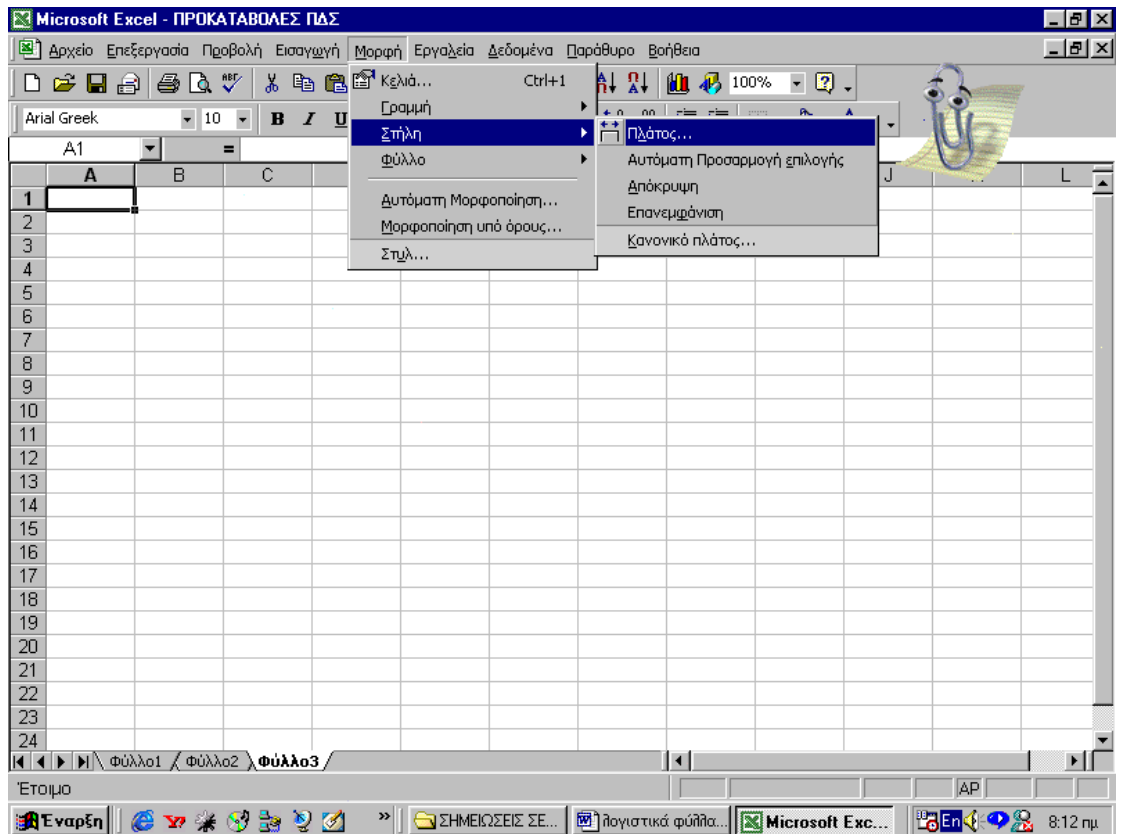 Microsoft Excel - ΠΡΟΚΑΤΑΒΟΛΕΣ ΠΔΣ
Αρχείο Επεξεργασία Προβολή Εισαγωγή Μορφή Εργαλεία Δεδομένα Παράθυρο Βοήθεια
100%
Arial Greek 10 B I U
A1 =
Κελιά... Ctrl+1
Γραμμή
Στήλη
Φύλλο
Αυτόματη Μορφοποίηση...
Μορφοποίηση υπό όρους...
Στυλ...
Πλάτος...
Αυτόματη Προσαρμογή επιλογής
Απόκρυψη
Επανεμφάνιση
Κανονικό πλάτος...
A B C J L
1
2
3
4
5
6
7
8
9
10
11
12
13
14
15
16
17
18
19
20
21
22
23
24
Φύλλο1 Φύλλο2 Φύλλο3
Έτοιμο AP
Έναρξη » ΣΗΜΕΙΩΣΕΙΣ ΣΕ... λογιστικά φύλλα... Microsoft Exc... En 8:12 πμ